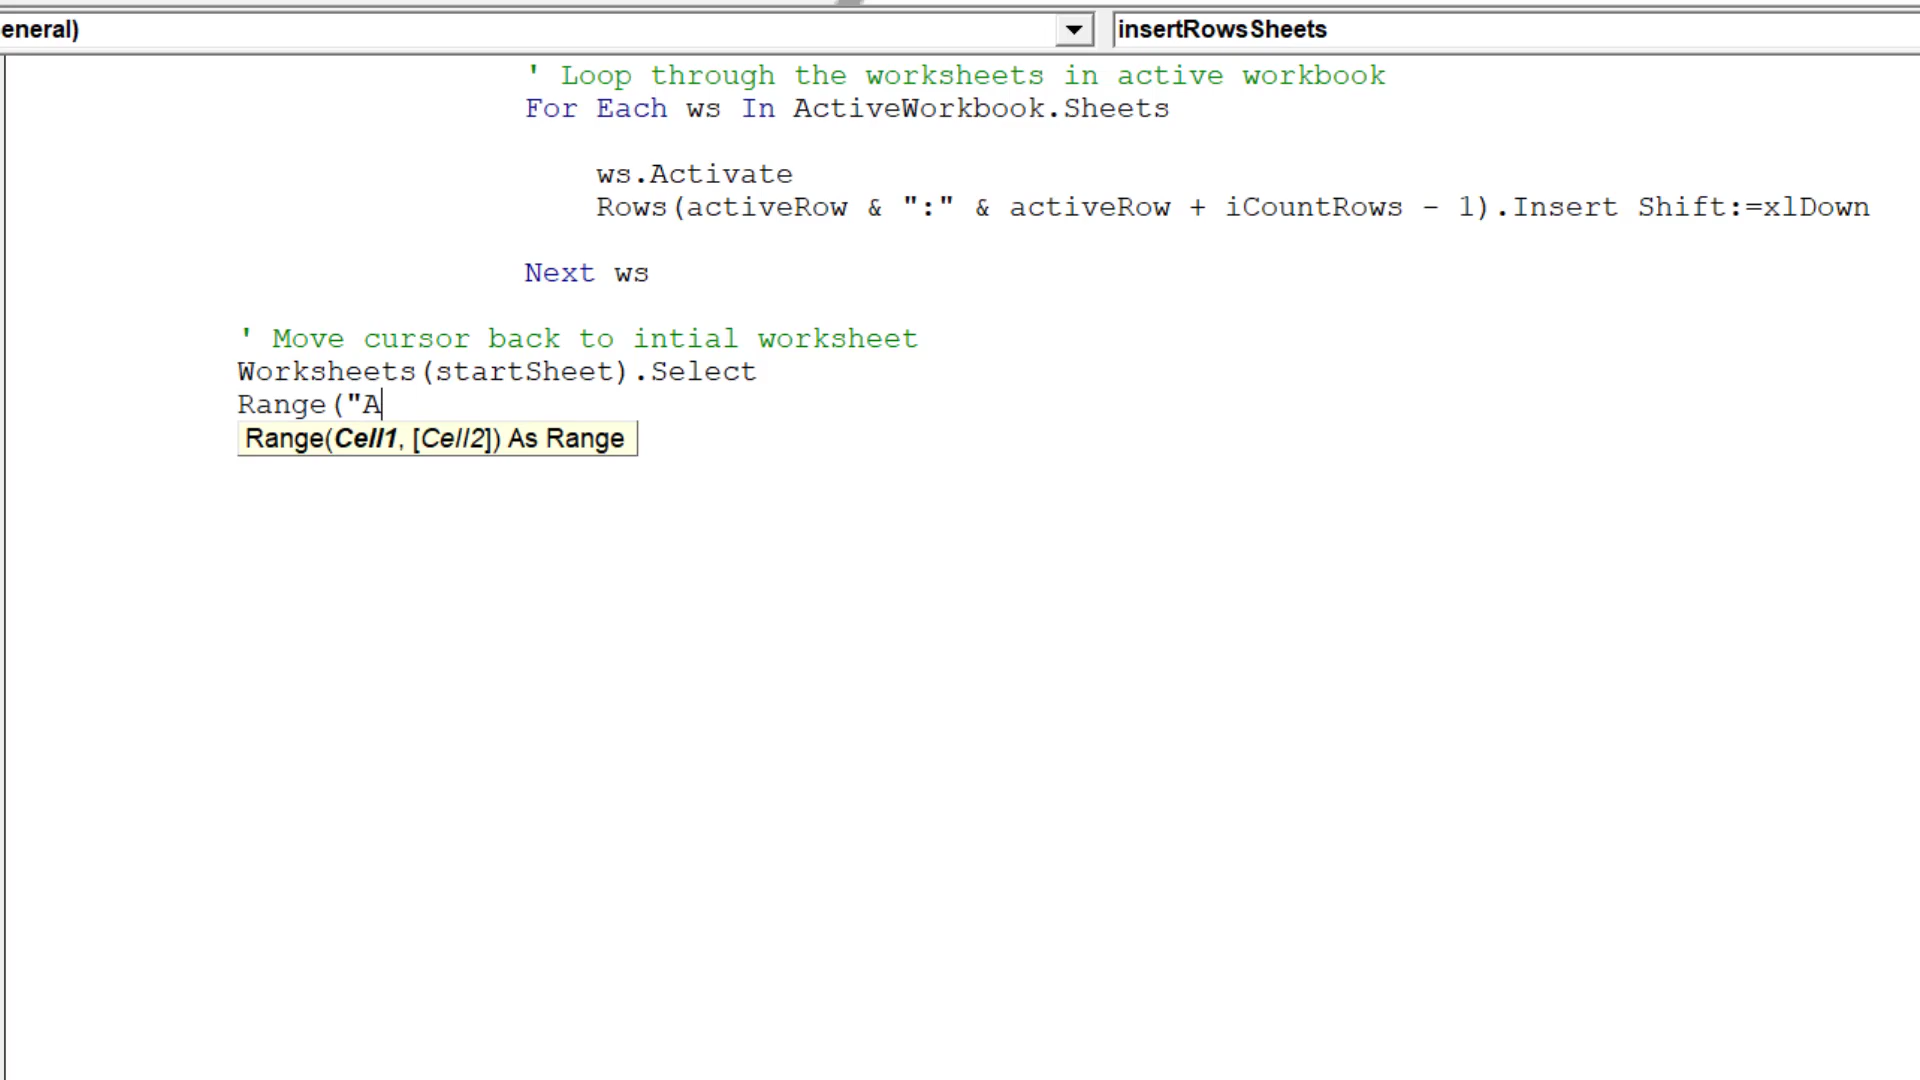 eneral)
insertRowsSheets
' Loop through the worksheets in active workbook
For Each ws In ActiveWorkbook.Sheets
ws.Activate
Rows(activeRow & ":" & activeRow + iCountRows - 1).Insert Shift:=xlDown
Next ws
' Move cursor back to intial worksheet
Worksheets(startSheet).Select
Range("A
Range(Cell1, [Cell2]) As Range